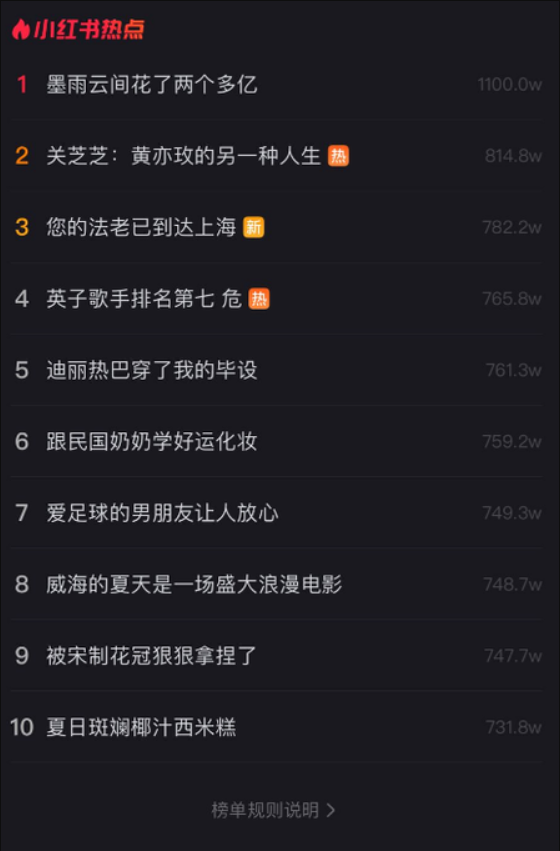 小红书热点
1 墨雨云间花了两个多亿 1100.0w
2 关芝芝：黄亦玫的另一种人生 热 814.8w
3 您的法老已到达上海 新 782.2w
4 英子歌手排名第七 危 热 765.8w
5 迪丽热巴穿了我的毕设 761.3w
6 跟民国奶奶学好运化妆 759.2w
7 爱足球的男朋友让人放心 749.3w
8 威海的夏天是一场盛大浪漫电影 748.7w
9 被宋制花冠狠狠拿捏了 747.7w
10 夏日斑斓椰汁西米糕 731.8w
榜单规则说明 >